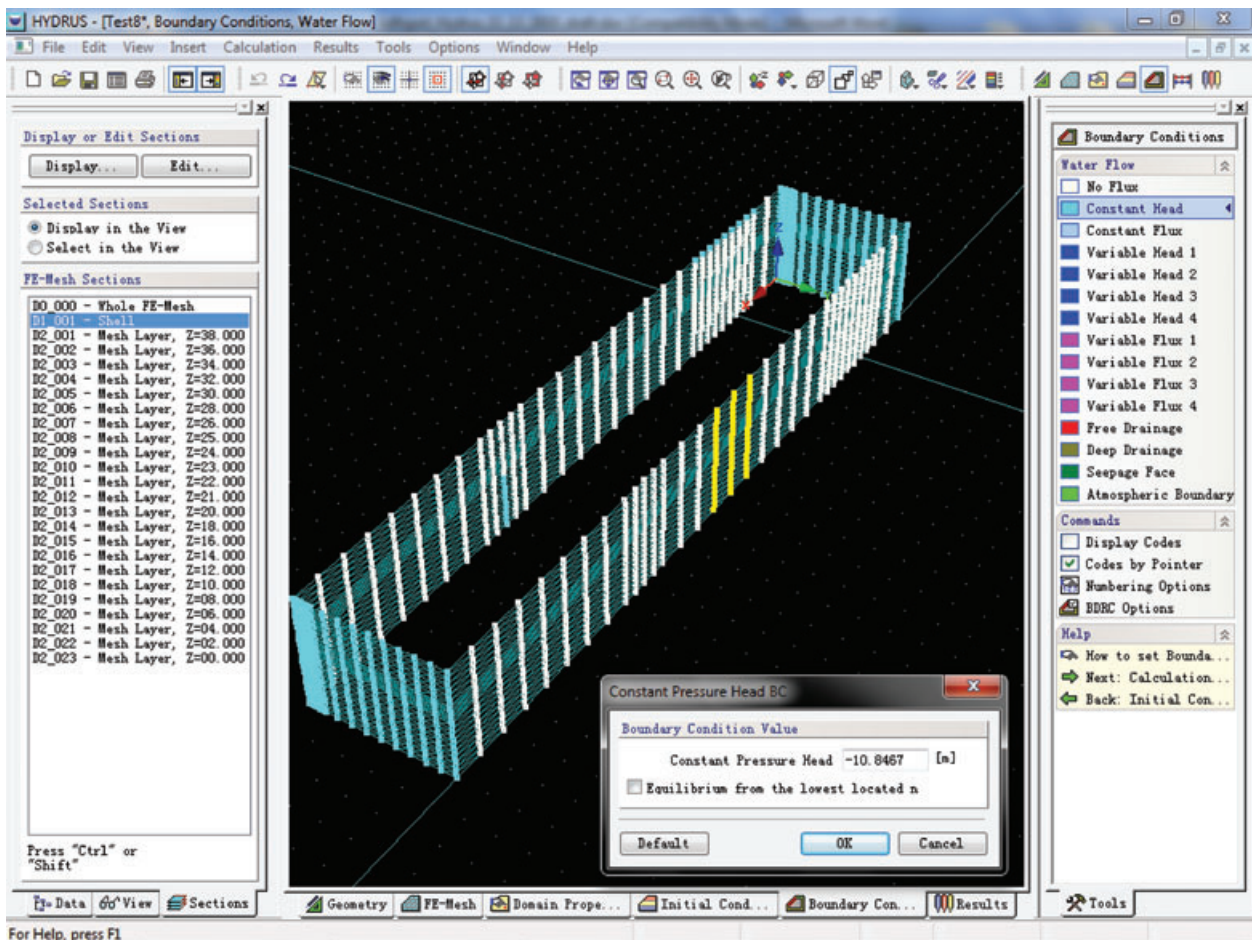 HYDRUS - [Test8*, Boundary Conditions, Water Flow]
File Edit View Insert Calculation Results Tools Options Window Help
Display or Edit Sections
Display... Edit...
Selected Sections
Display in the View
Select in the View
FE-Mesh Sections
D0_000 - Whole FE-Mesh
D1_001 - Shell
D2_001 - Mesh Layer, Z=38.000
D2_002 - Mesh Layer, Z=36.000
D2_003 - Mesh Layer, Z=34.000
D2_004 - Mesh Layer, Z=32.000
D2_005 - Mesh Layer, Z=30.000
D2_006 - Mesh Layer, Z=28.000
D2_007 - Mesh Layer, Z=26.000
D2_008 - Mesh Layer, Z=25.000
D2_009 - Mesh Layer, Z=24.000
D2_010 - Mesh Layer, Z=23.000
D2_011 - Mesh Layer, Z=22.000
D2_012 - Mesh Layer, Z=21.000
D2_013 - Mesh Layer, Z=20.000
D2_014 - Mesh Layer, Z=18.000
D2_015 - Mesh Layer, Z=16.000
D2_016 - Mesh Layer, Z=14.000
D2_017 - Mesh Layer, Z=12.000
D2_018 - Mesh Layer, Z=10.000
D2_019 - Mesh Layer, Z=08.000
D2_020 - Mesh Layer, Z=06.000
D2_021 - Mesh Layer, Z=04.000
D2_022 - Mesh Layer, Z=02.000
D2_023 - Mesh Layer, Z=00.000
Press "Ctrl" or
"Shift"
Data View Sections
Z
X
Constant Pressure Head BC
Boundary Condition Value
Constant Pressure Head -10.8467 [m]
Equilibrium from the lowest located n
Default OK Cancel
Geometry FE-Mesh Domain Prope... Initial Cond... Boundary Con... Results
Boundary Conditions
Water Flow
No Flux
Constant Head
Constant Flux
Variable Head 1
Variable Head 2
Variable Head 3
Variable Head 4
Variable Flux 1
Variable Flux 2
Variable Flux 3
Variable Flux 4
Free Drainage
Deep Drainage
Seepage Face
Atmospheric Boundary
Commands
Display Codes
Codes by Pointer
Numbering Options
BDRC Options
Help
How to set Bounda...
Next: Calculation...
Back: Initial Con...
Tools
For Help, press F1